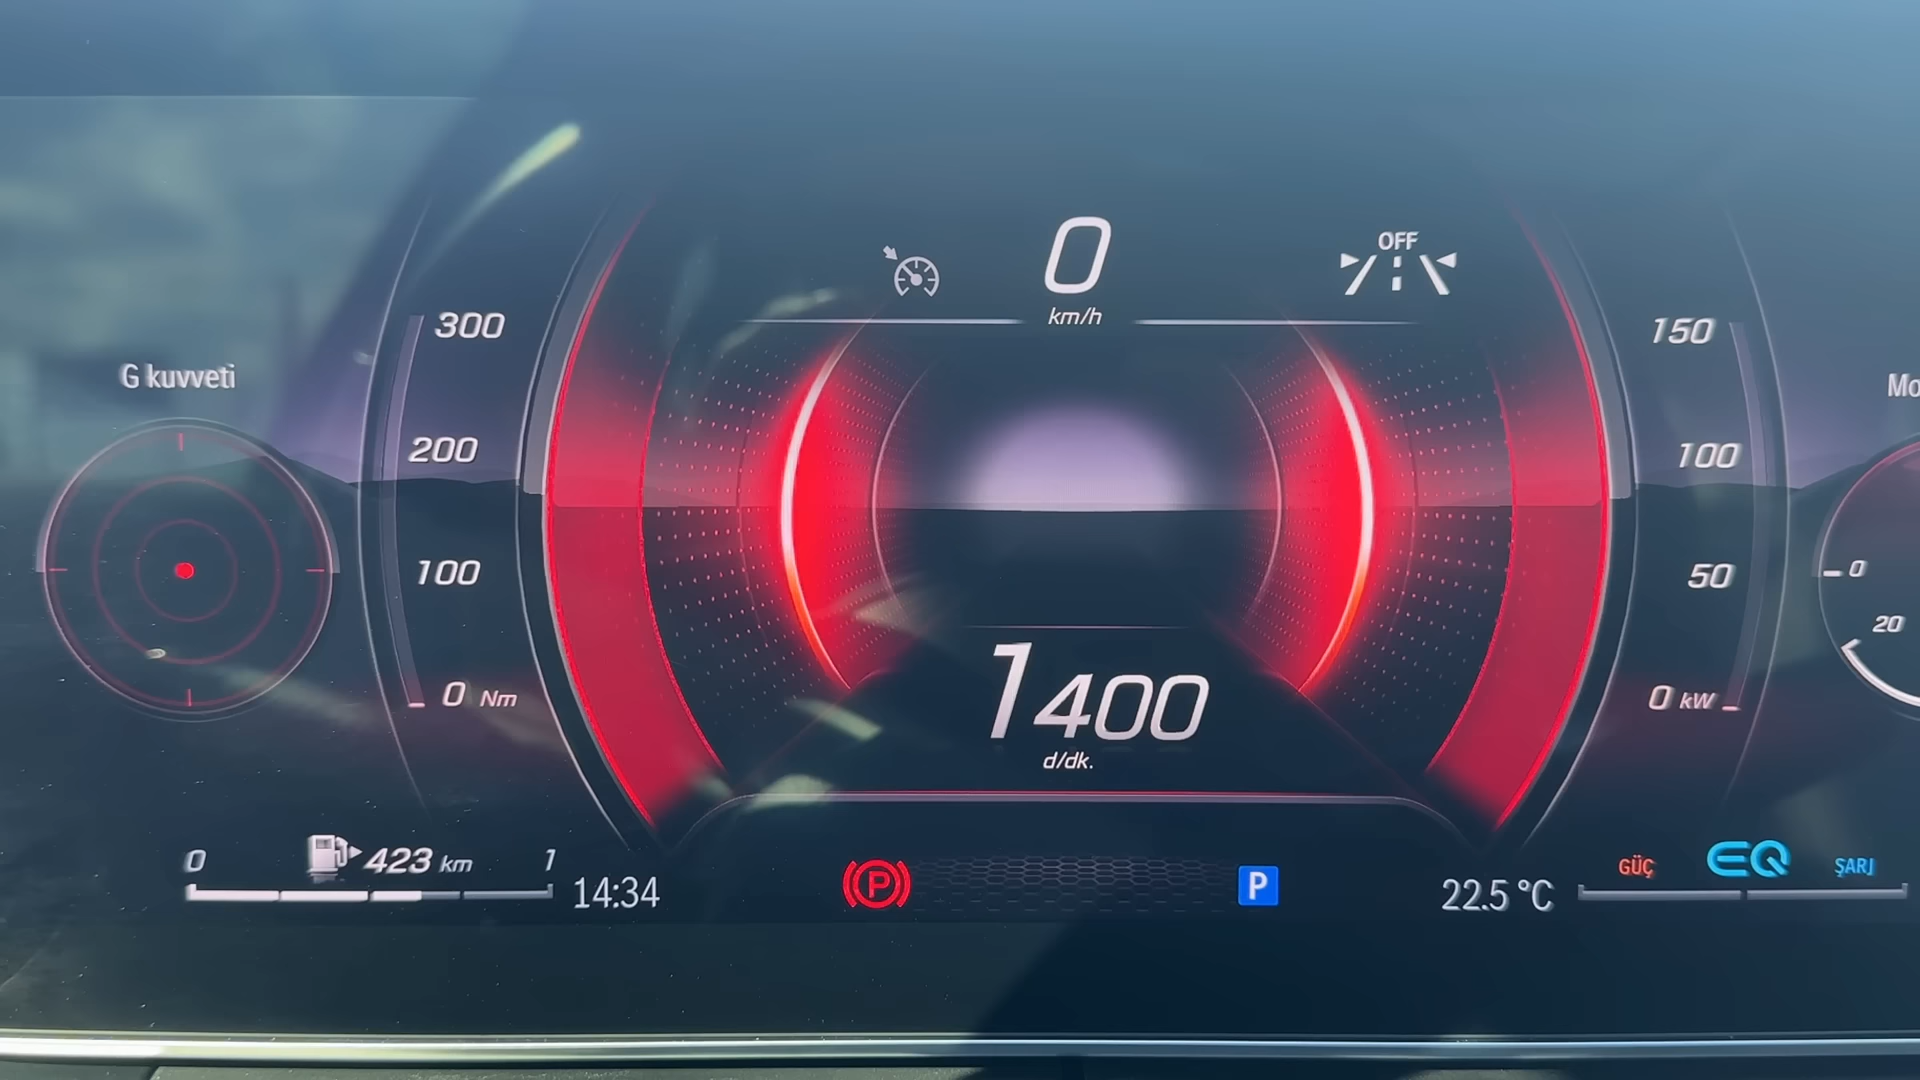 OFF
0
km/h
300
200
100
0 Nm
G kuvveti
150
100
50
0 kW
Mo
0
20
1400
d/dk.
0
423 km
1
14:34
P
P
22.5 °C
GÜÇ
EQ
ŞARJ